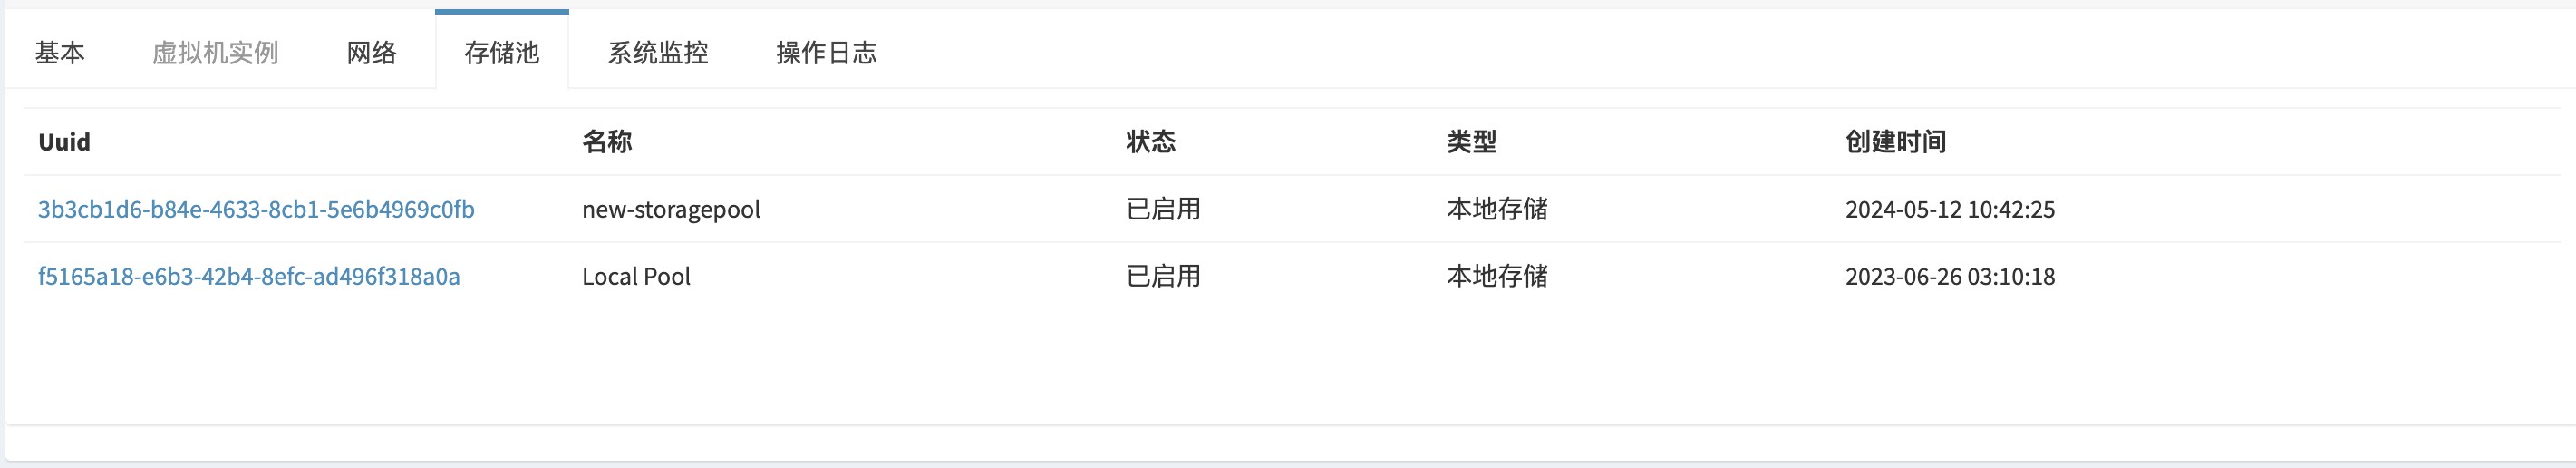 基本 虚拟机实例 网络 存储池 系统监控 操作日志
Uuid 名称 状态 类型 创建时间
3b3cb1d6-b84e-4633-8cb1-5e6b4969c0fb new-storagepool 已启用 本地存储 2024-05-12 10:42:25
f5165a18-e6b3-42b4-8efc-ad496f318a0a Local Pool 已启用 本地存储 2023-06-26 03:10:18